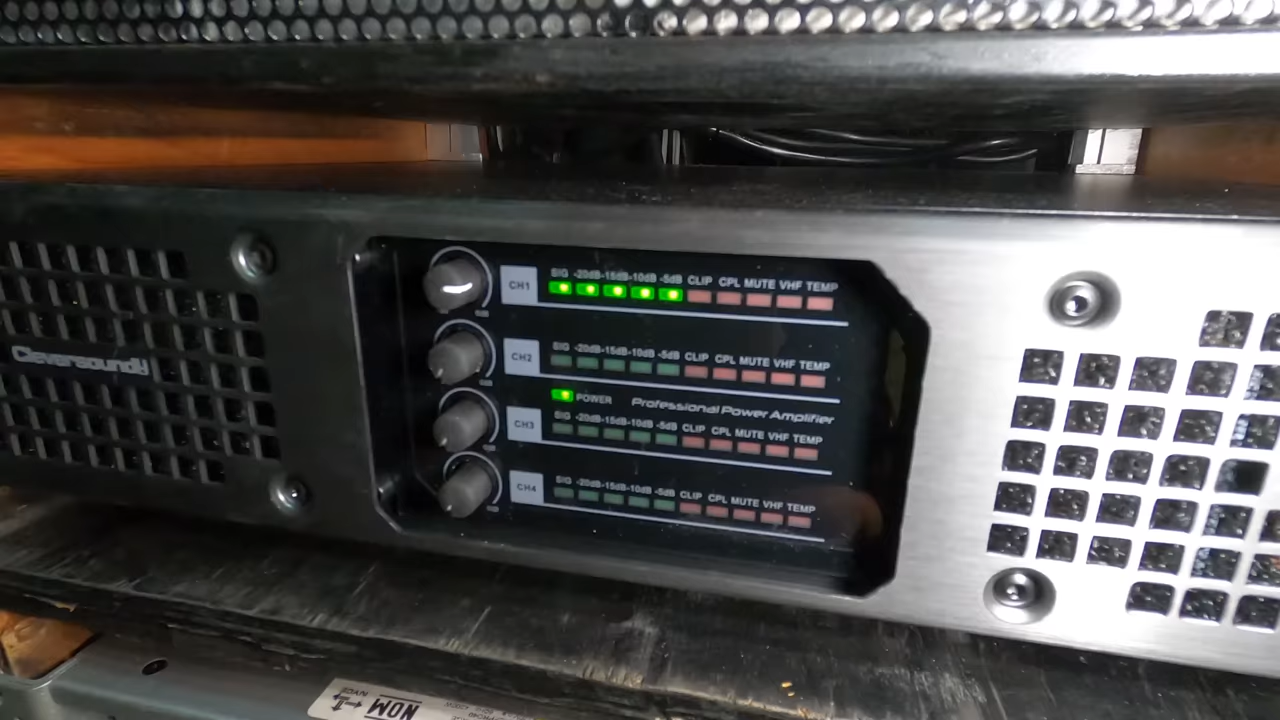 CH1 SIG -20dB -15dB -10dB -5dB CLIP CPL MUTE VHF TEMP
CH2 SIG -20dB -15dB -10dB -5dB CLIP CPL MUTE VHF TEMP
Cleversound!
POWER Professional Power Amplifier
CH3 SIG -20dB -15dB -10dB -5dB CLIP CPL MUTE VHF TEMP
CH4 SIG -20dB -15dB -10dB -5dB CLIP CPL MUTE VHF TEMP
NYCE NOM